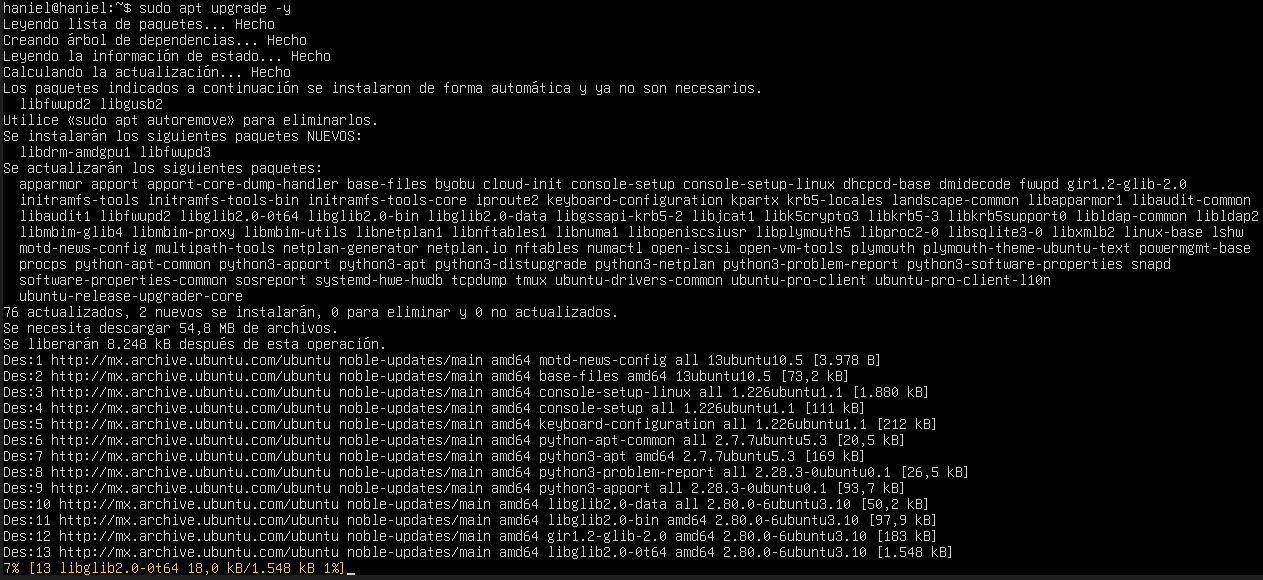 haniel@haniel:~$ sudo apt upgrade -y
Leyendo lista de paquetes... Hecho
Creando árbol de dependencias... Hecho
Leyendo la información de estado... Hecho
Calculando la actualización... Hecho
Los paquetes indicados a continuación se instalaron de forma automática y ya no son necesarios.
  libfwupd2 libgusb2
Utilice «sudo apt autoremove» para eliminarlos.
Se instalarán los siguientes paquetes NUEVOS:
  libdrm-amdgpu1 libfwupd3
Se actualizarán los siguientes paquetes:
  apparmor apport apport-core-dump-handler base-files byobu cloud-init console-setup console-setup-linux dhcpcd-base dmidecode fwupd gir1.2-glib-2.0
  initramfs-tools initramfs-tools-bin initramfs-tools-core iproute2 keyboard-configuration kpartx krb5-locales landscape-common libapparmor1 libaudit-common
  libaudit1 libfwupd2 libglib2.0-0t64 libglib2.0-bin libglib2.0-data libgssapi-krb5-2 libjcat1 libk5crypto3 libkrb5-3 libkrb5support0 libldap-common libldap2
  libmbim-glib4 libmbim-proxy libmbim-utils libnetplan1 libnftables1 libnuma1 libopeniscsiusr libplymouth5 libproc2-0 libsqlite3-0 libxmlb2 linux-base lshw
  motd-news-config multipath-tools netplan-generator netplan.io nftables numactl open-iscsi open-vm-tools plymouth plymouth-theme-ubuntu-text powermgmt-base
  procps python-apt-common python3-apport python3-apt python3-distupgrade python3-netplan python3-problem-report python3-software-properties snapd
  software-properties-common sosreport systemd-hwe-hwdb tcpdump tmux ubuntu-drivers-common ubuntu-pro-client ubuntu-pro-client-l10n
  ubuntu-release-upgrader-core
76 actualizados, 2 nuevos se instalarán, 0 para eliminar y 0 no actualizados.
Se necesita descargar 54,8 MB de archivos.
Se liberarán 8.248 kB después de esta operación.
Des:1 http://mx.archive.ubuntu.com/ubuntu noble-updates/main amd64 motd-news-config all 13ubuntu10.5 [3.978 B]
Des:2 http://mx.archive.ubuntu.com/ubuntu noble-updates/main amd64 base-files amd64 13ubuntu10.5 [73,2 kB]
Des:3 http://mx.archive.ubuntu.com/ubuntu noble-updates/main amd64 console-setup-linux all 1.226ubuntu1.1 [1.880 kB]
Des:4 http://mx.archive.ubuntu.com/ubuntu noble-updates/main amd64 console-setup all 1.226ubuntu1.1 [111 kB]
Des:5 http://mx.archive.ubuntu.com/ubuntu noble-updates/main amd64 keyboard-configuration all 1.226ubuntu1.1 [212 kB]
Des:6 http://mx.archive.ubuntu.com/ubuntu noble-updates/main amd64 python-apt-common all 2.7.7ubuntu5.3 [20,5 kB]
Des:7 http://mx.archive.ubuntu.com/ubuntu noble-updates/main amd64 python3-apt amd64 2.7.7ubuntu5.3 [169 kB]
Des:8 http://mx.archive.ubuntu.com/ubuntu noble-updates/main amd64 python3-problem-report all 2.28.3-0ubuntu0.1 [26,5 kB]
Des:9 http://mx.archive.ubuntu.com/ubuntu noble-updates/main amd64 python3-apport all 2.28.3-0ubuntu0.1 [93,7 kB]
Des:10 http://mx.archive.ubuntu.com/ubuntu noble-updates/main amd64 libglib2.0-data all 2.80.0-6ubuntu3.10 [50,2 kB]
Des:11 http://mx.archive.ubuntu.com/ubuntu noble-updates/main amd64 libglib2.0-bin amd64 2.80.0-6ubuntu3.10 [97,9 kB]
Des:12 http://mx.archive.ubuntu.com/ubuntu noble-updates/main amd64 gir1.2-glib-2.0 amd64 2.80.0-6ubuntu3.10 [183 kB]
Des:13 http://mx.archive.ubuntu.com/ubuntu noble-updates/main amd64 libglib2.0-0t64 amd64 2.80.0-6ubuntu3.10 [1.548 kB]
7% [13 libglib2.0-0t64 18,0 kB/1.548 kB 1%]_